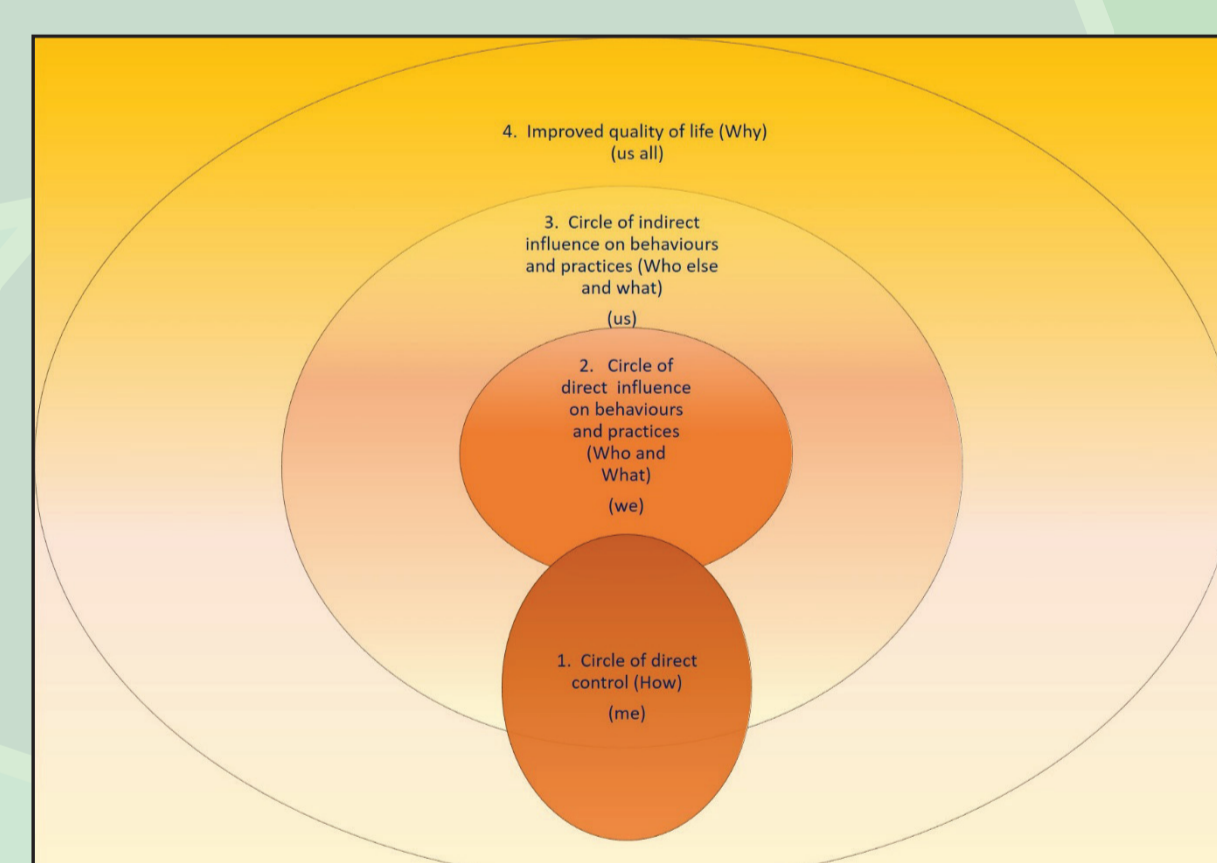 4. Improved quality of life (Why)
(us all)
3. Circle of indirect
influence on behaviours
and practices (Who else
and what)
(us)
2. Circle of
direct influence
on behaviours
and practices
(Who and
What)
(we)
1. Circle of direct
control (How)
(me)